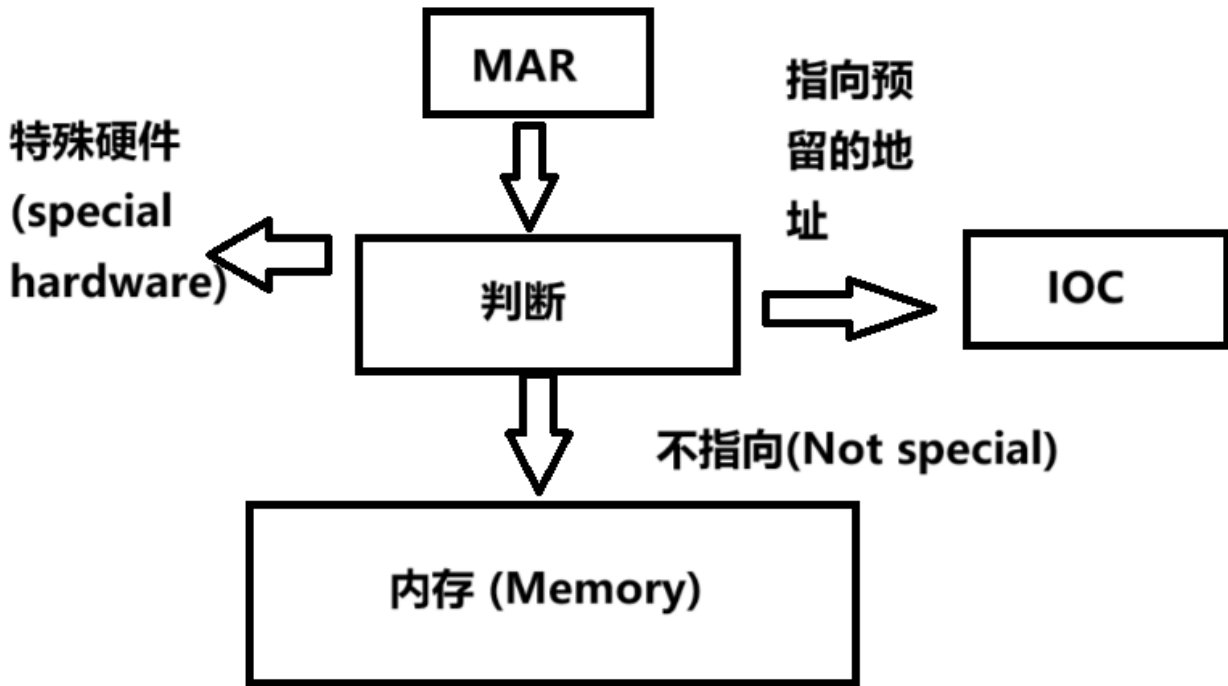 MAR
特殊硬件
(special
hardware)
指向预
留的地
址
判断
IOC
不指向(Not special)
内存 (Memory)